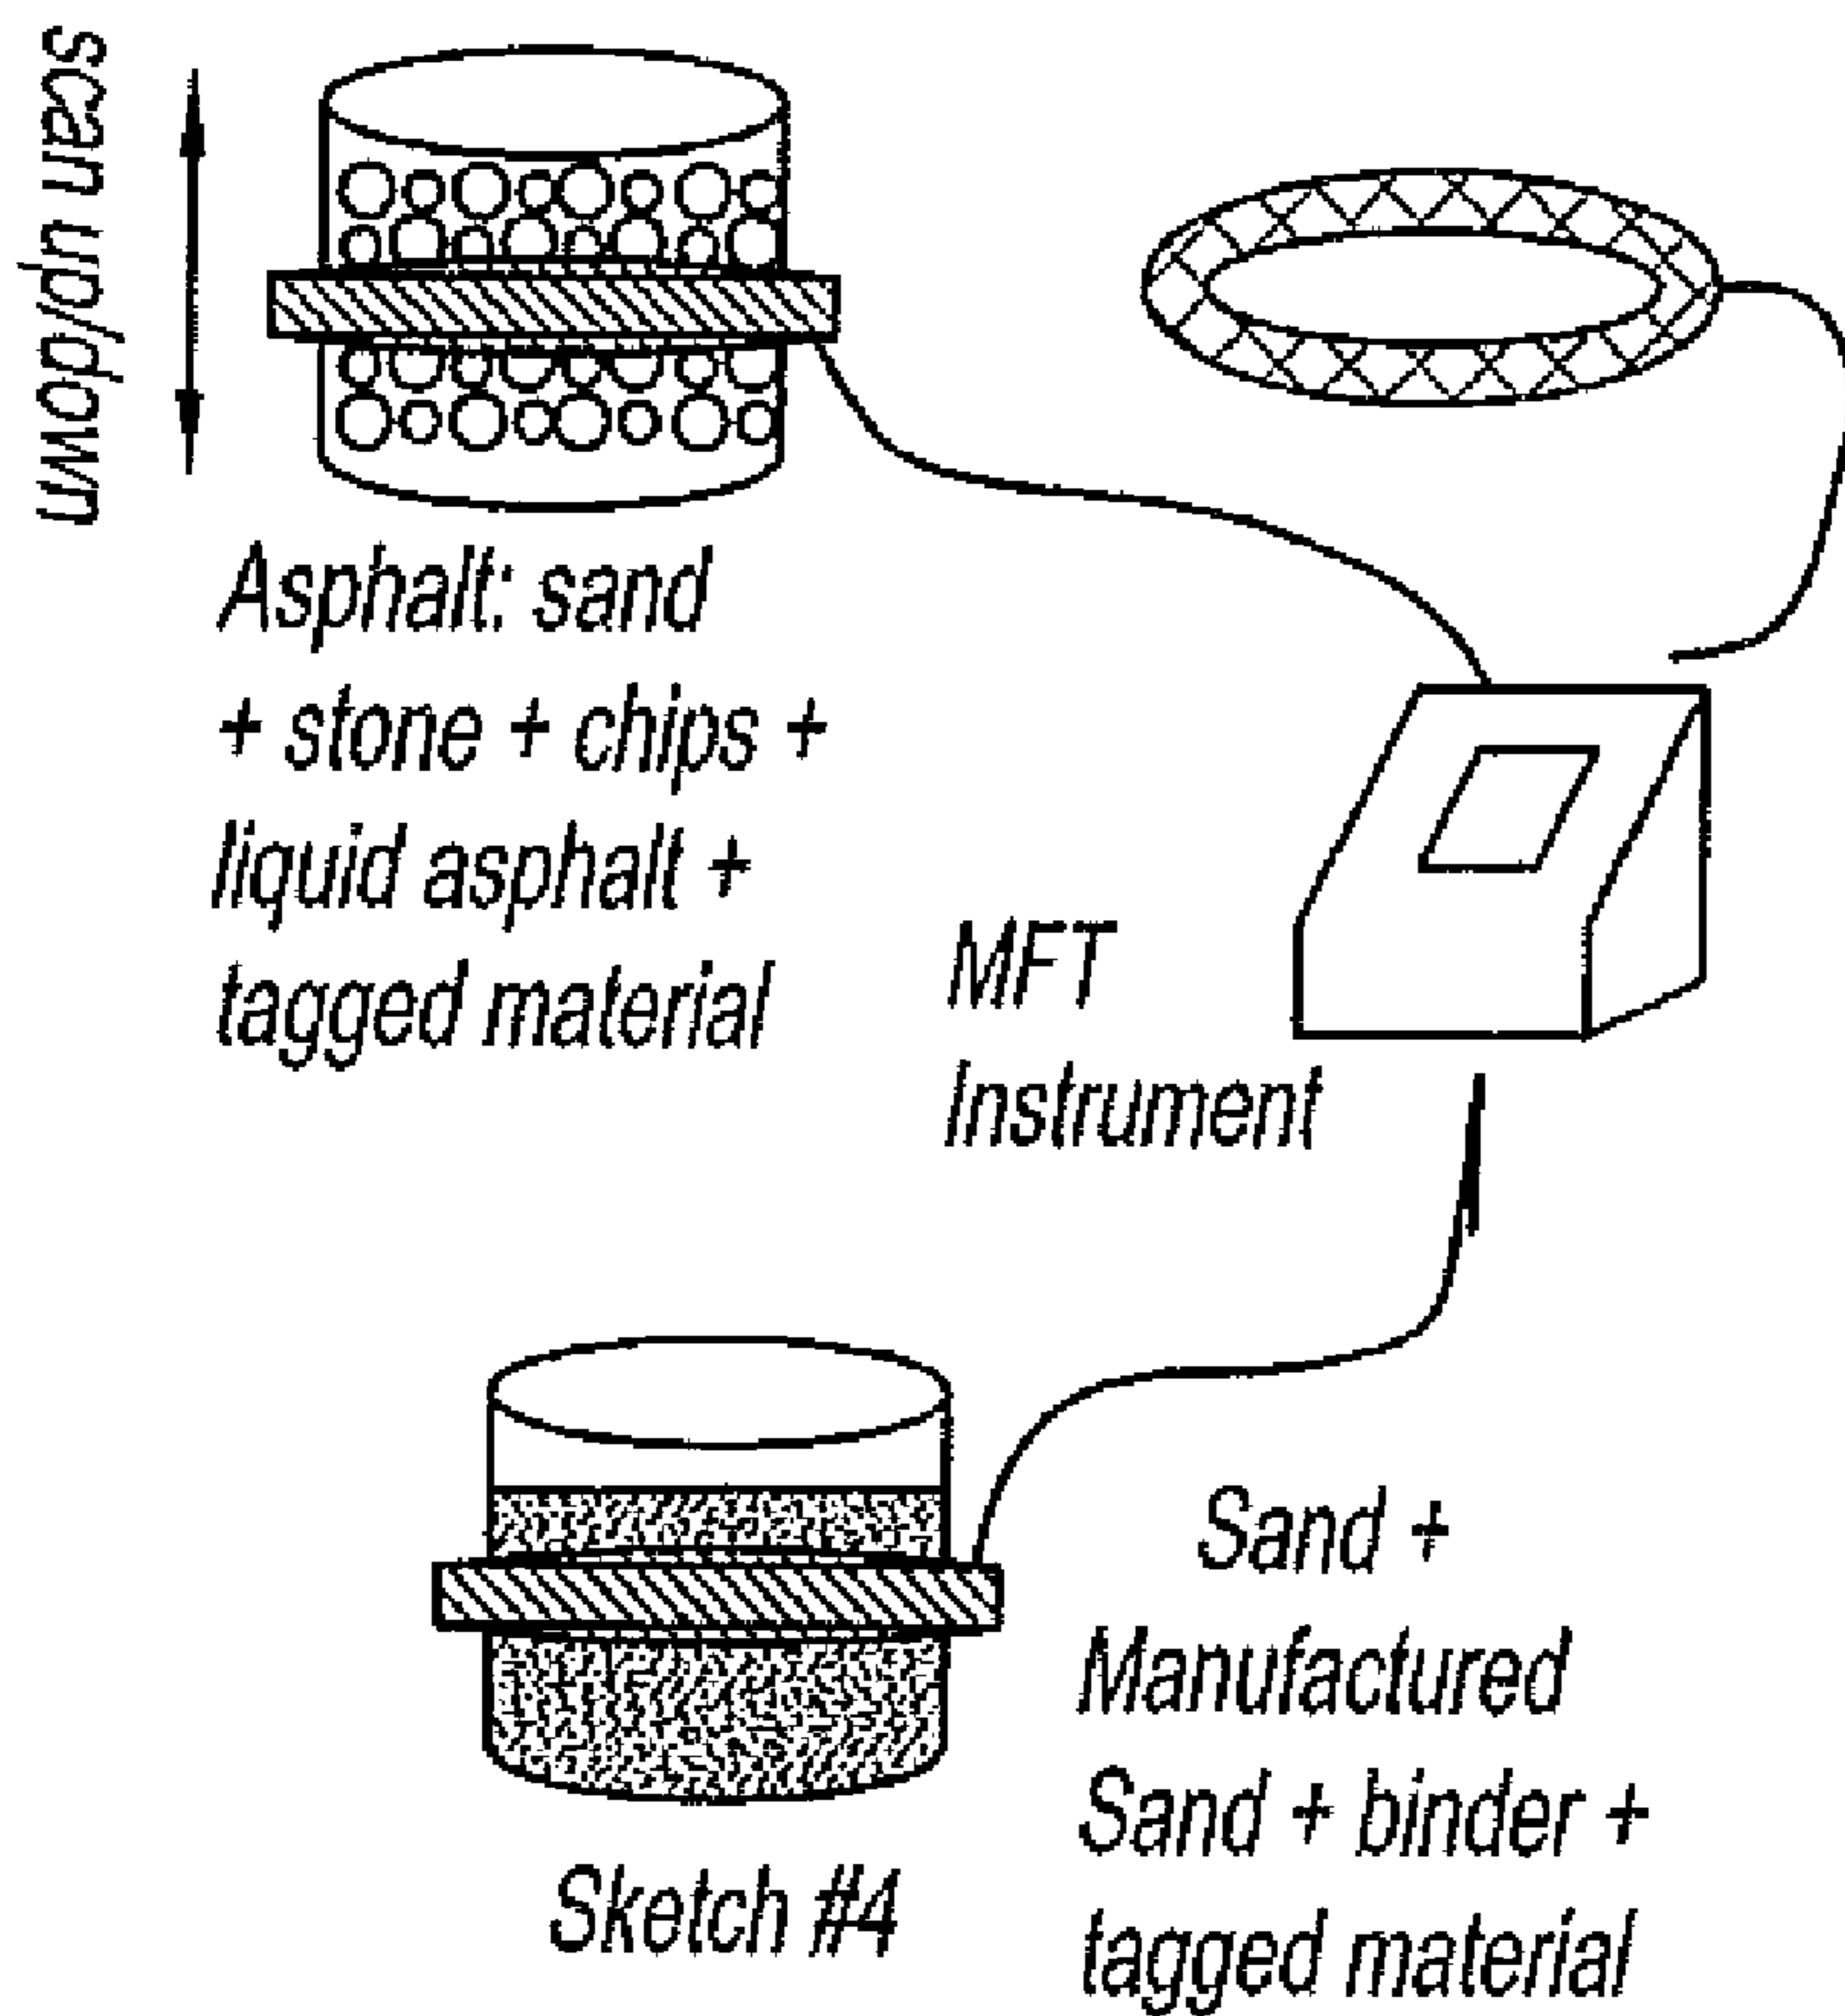 scan up/down
Asphalt: sand
+ stone + chips +
liquid asphalt +
tagged material
MFT
Instrument
Sand +
Manufactured
Sand + binder +
tagged material
Sketch #4